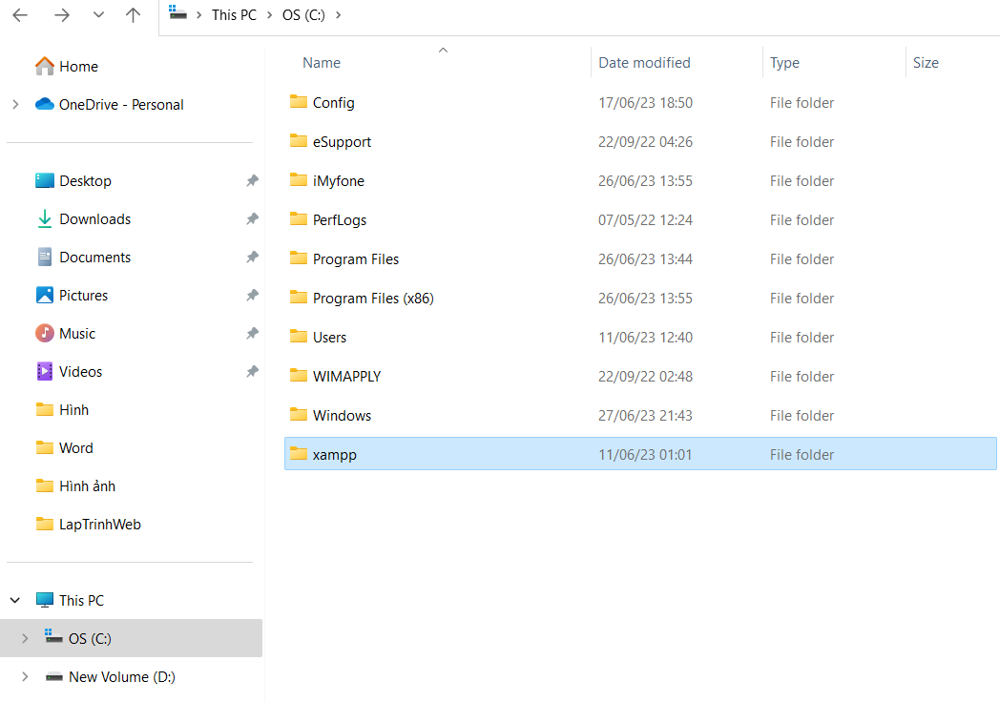 This PC > OS (C:) >
Home
OneDrive - Personal
Desktop
Downloads
Documents
Pictures
Music
Videos
Hình
Word
Hình ảnh
LapTrinhWeb
This PC
OS (C:)
New Volume (D:)
Name Date modified Type Size
Config 17/06/23 18:50 File folder
eSupport 22/09/22 04:26 File folder
iMyfone 26/06/23 13:55 File folder
PerfLogs 07/05/22 12:24 File folder
Program Files 26/06/23 13:44 File folder
Program Files (x86) 26/06/23 13:55 File folder
Users 11/06/23 12:40 File folder
WIMAPPLY 22/09/22 02:48 File folder
Windows 27/06/23 21:43 File folder
xampp 11/06/23 01:01 File folder